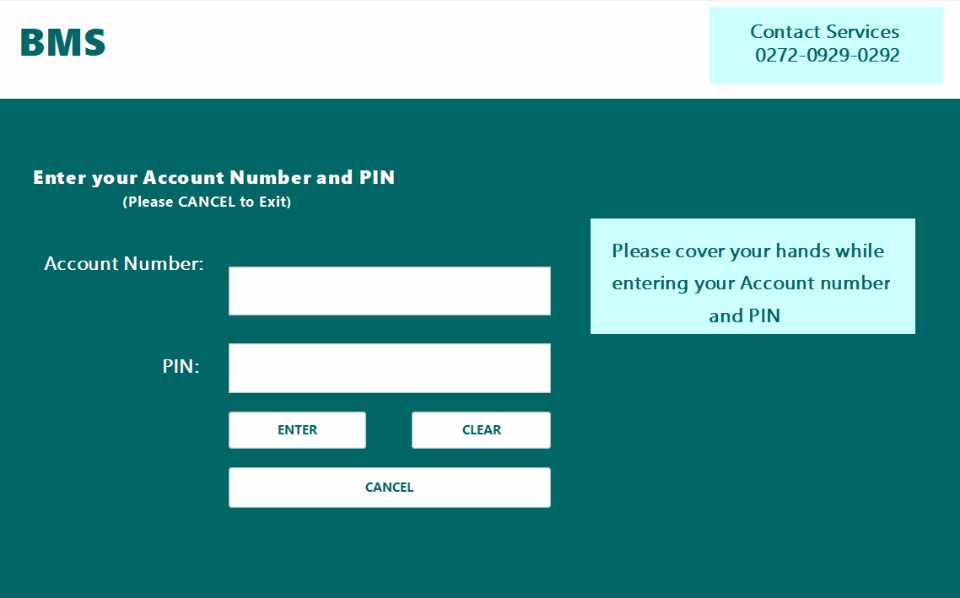 BMS
Contact Services
0272-0929-0292
Enter your Account Number and PIN
(Please CANCEL to Exit)
Account Number:
Please cover your hands while
entering your Account number
and PIN
PIN:
ENTER
CLEAR
CANCEL